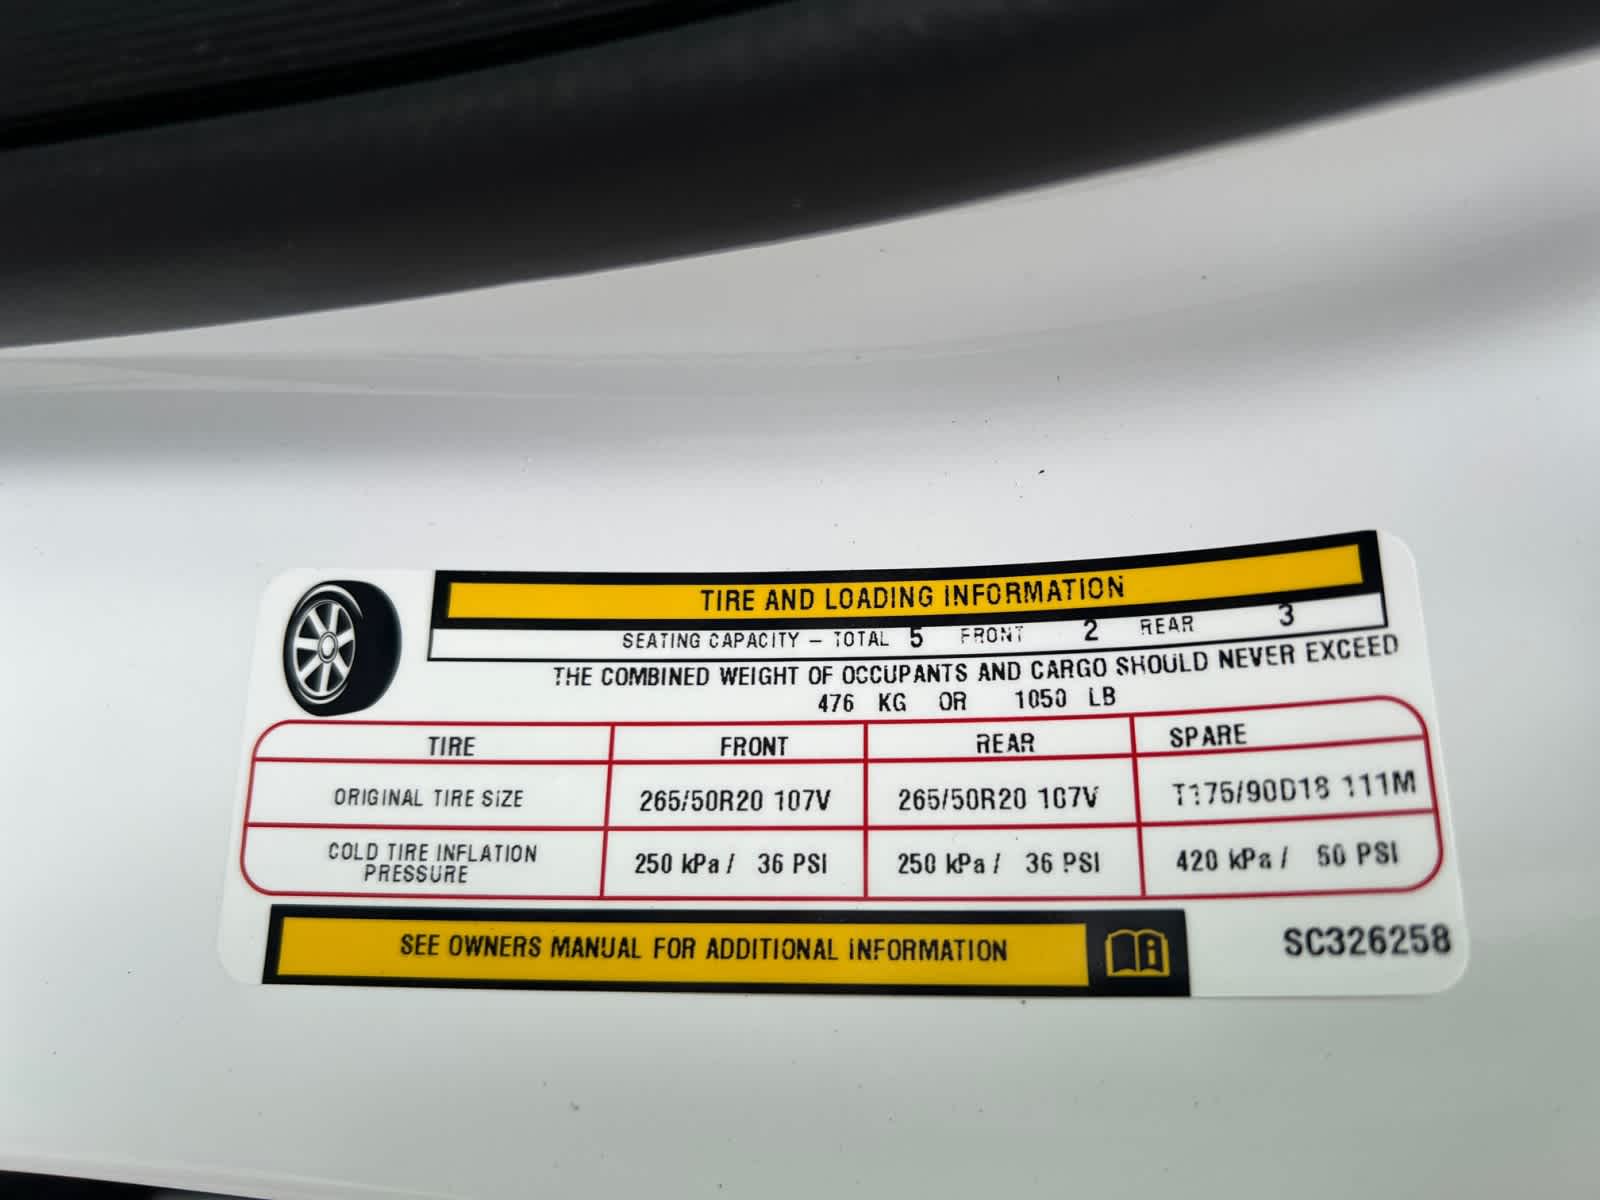 TIRE AND LOADING INFORMATION
SEATING CAPACITY – TOTAL 5 FRONT 2 REAR 3
THE COMBINED WEIGHT OF OCCUPANTS AND CARGO SHOULD NEVER EXCEED
476 KG OR 1050 LB
TIRE FRONT REAR SPARE
ORIGINAL TIRE SIZE 265/50R20 107V 265/50R20 107V T175/90D18 111M
COLD TIRE INFLATION PRESSURE 250 kPa / 36 PSI 250 kPa / 36 PSI 420 kPa / 60 PSI
SEE OWNERS MANUAL FOR ADDITIONAL INFORMATION
SC326258